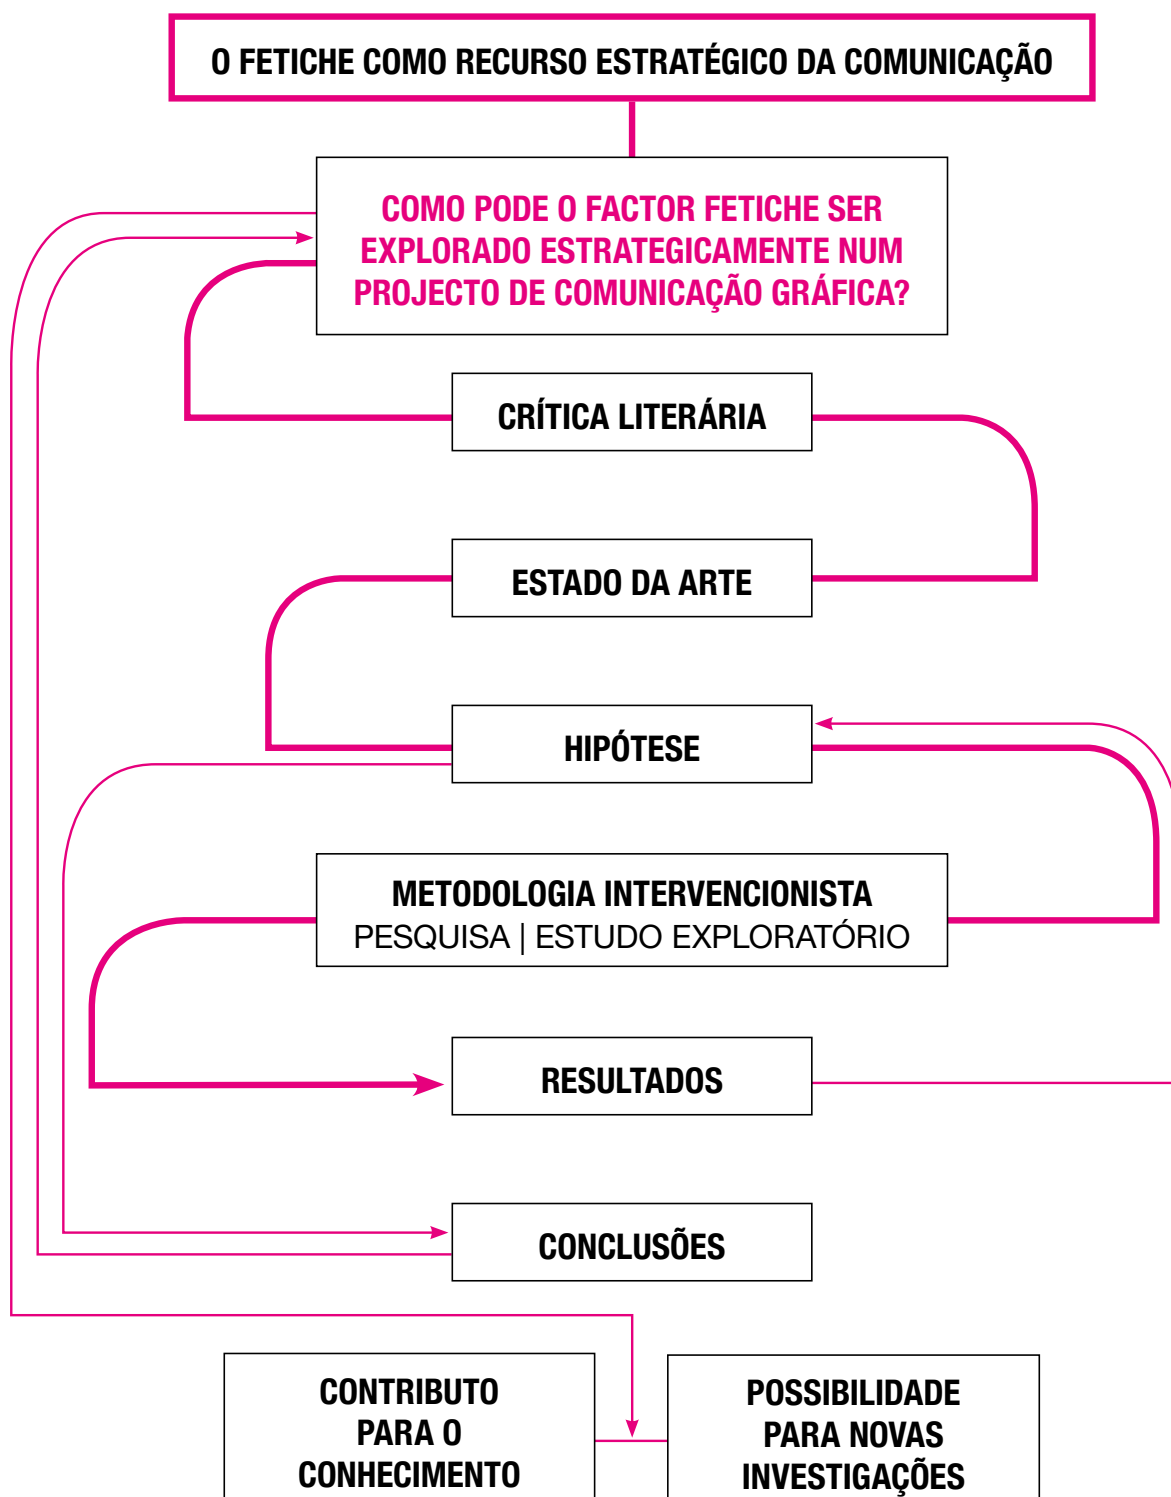 O FETICHE COMO RECURSO ESTRATÉGICO DA COMUNICAÇÃO
COMO PODE O FACTOR FETICHE SER
EXPLORADO ESTRATEGICAMENTE NUM
PROJECTO DE COMUNICAÇÃO GRÁFICA?
CRÍTICA LITERÁRIA
ESTADO DA ARTE
HIPÓTESE
METODOLOGIA INTERVENCIONISTA
PESQUISA | ESTUDO EXPLORATÓRIO
RESULTADOS
CONCLUSÕES
CONTRIBUTO
PARA O
CONHECIMENTO
POSSIBILIDADE
PARA NOVAS
INVESTIGAÇÕES